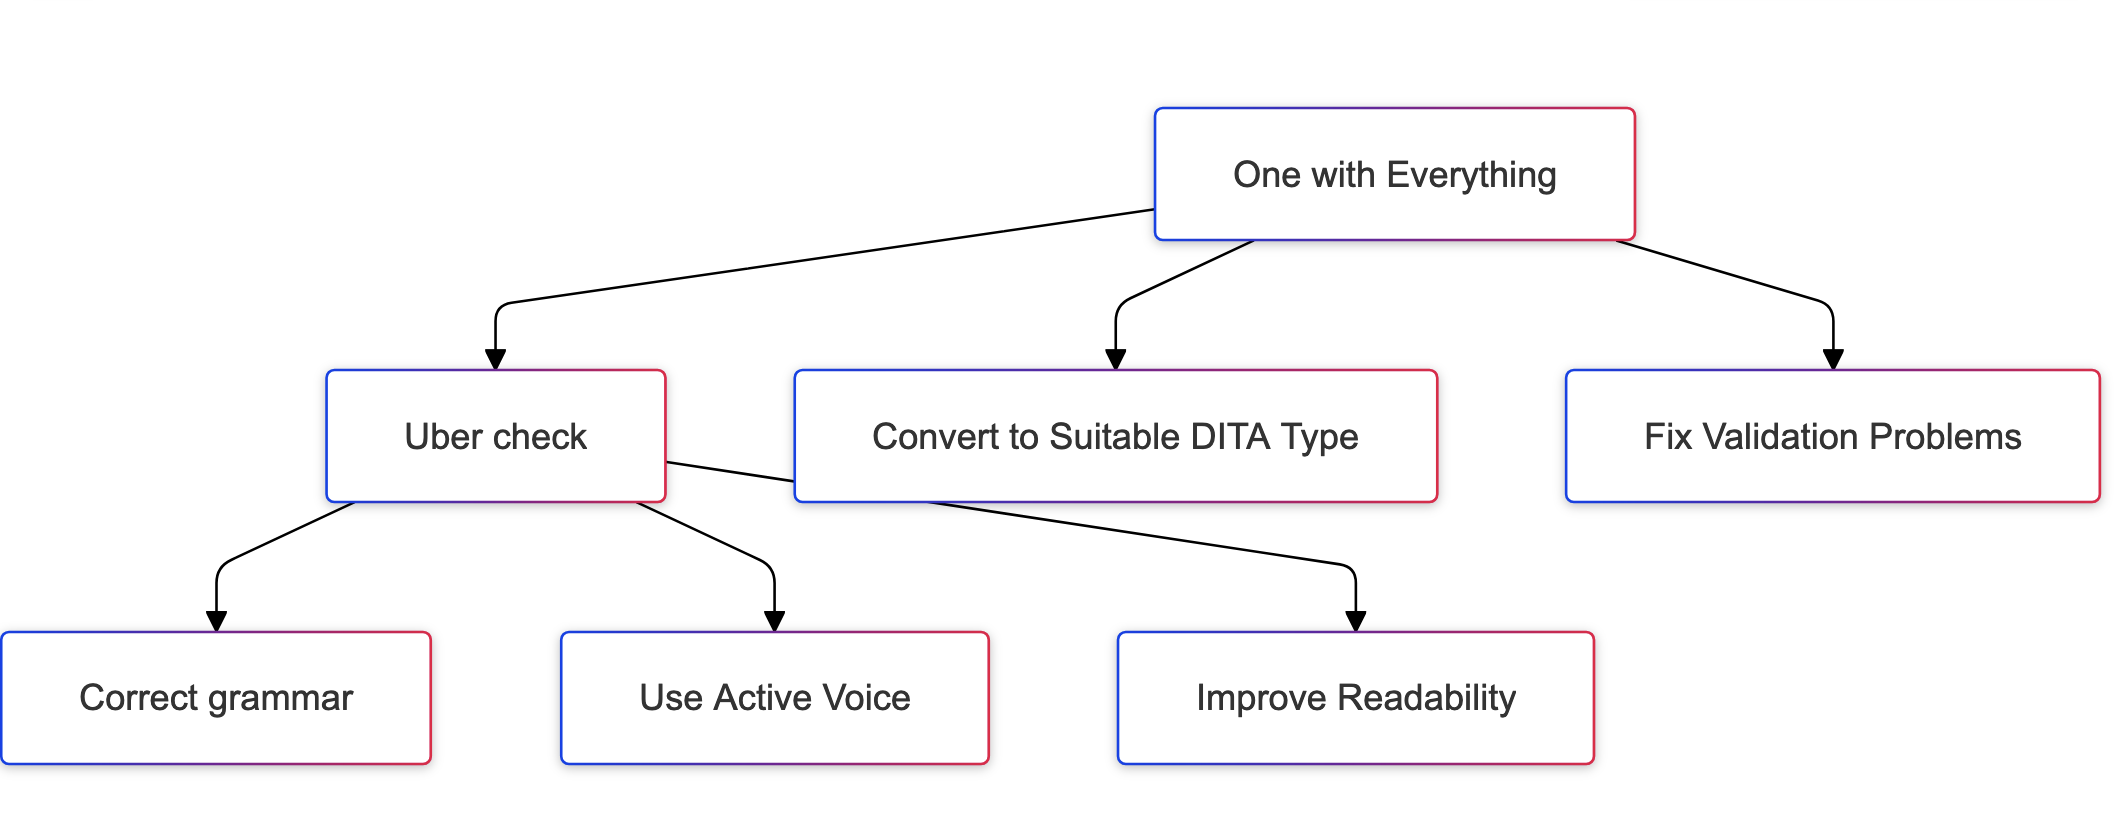 One with Everything
Uber check
Convert to Suitable DITA Type
Fix Validation Problems
Correct grammar
Use Active Voice
Improve Readability